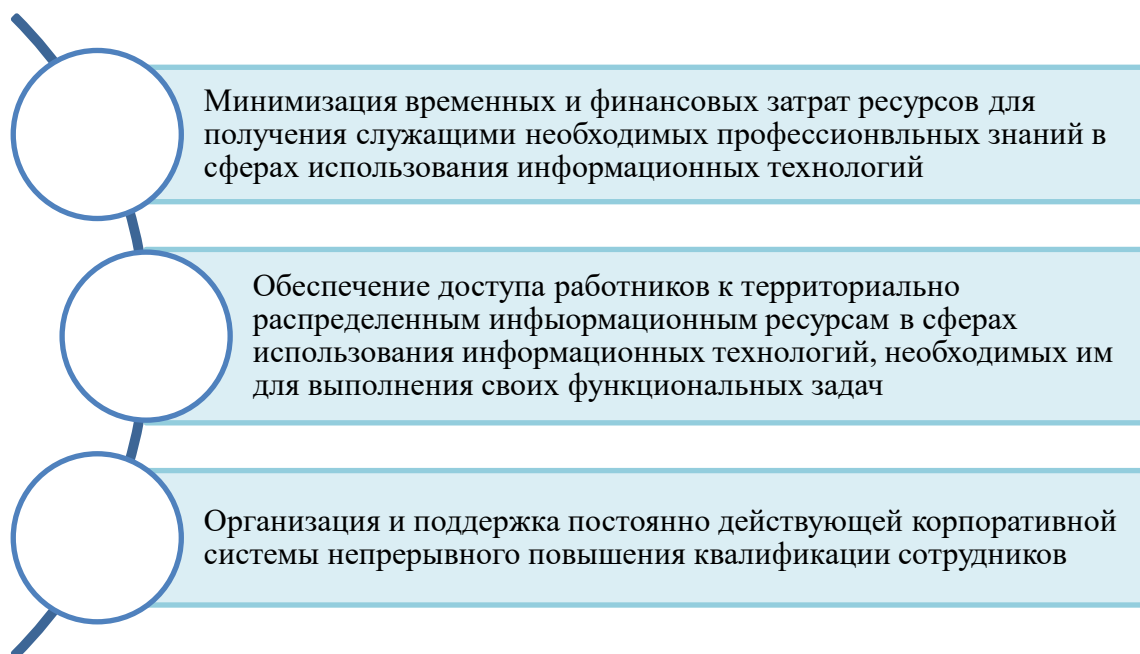 Минимизация временных и финансовых затрат ресурсов для
получения служащими необходимых профессионвльных знаний в
сферах использования информационных технологий
Обеспечение доступа работников к территориально
распределенным инфыормационным ресурсам в сферах
использования информационных технологий, необходимых им
для выполнения своих функциональных задач
Организация и поддержка постоянно действующей корпоративной
системы непрерывного повышения квалификации сотрудников